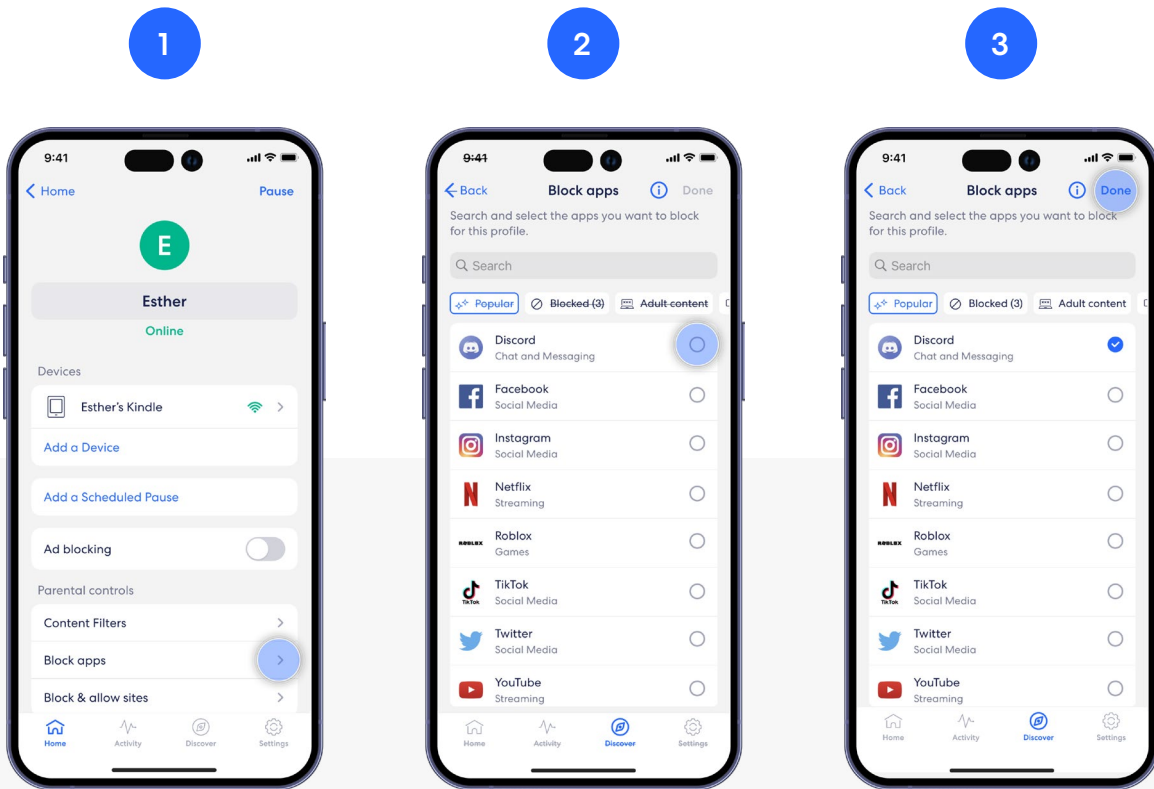 1
9:41
Home
Pause
E
Esther
Online
Devices
Esther's Kindle
Add a Device
Add a Scheduled Pause
Ad blocking
Parental controls
Content Filters
Block apps
Block & allow sites
Home Activity Discover Settings
2
9:41
Back Block apps Done
Search and select the apps you want to block
for this profile.
Search
Popular Blocked (3) Adult content
Discord
Chat and Messaging
Facebook
Social Media
Instagram
Social Media
Netflix
Streaming
ROBLOX
Roblox
Games
TikTok
TikTok
Social Media
Twitter
Social Media
YouTube
Streaming
Home Activity Discover Settings
3
9:41
Back Block apps Done
Search and select the apps you want to block
for this profile.
Search
Popular Blocked (3) Adult content
Discord
Chat and Messaging
Facebook
Social Media
Instagram
Social Media
Netflix
Streaming
ROBLOX
Roblox
Games
TikTok
TikTok
Social Media
Twitter
Social Media
YouTube
Streaming
Home Activity Discover Settings